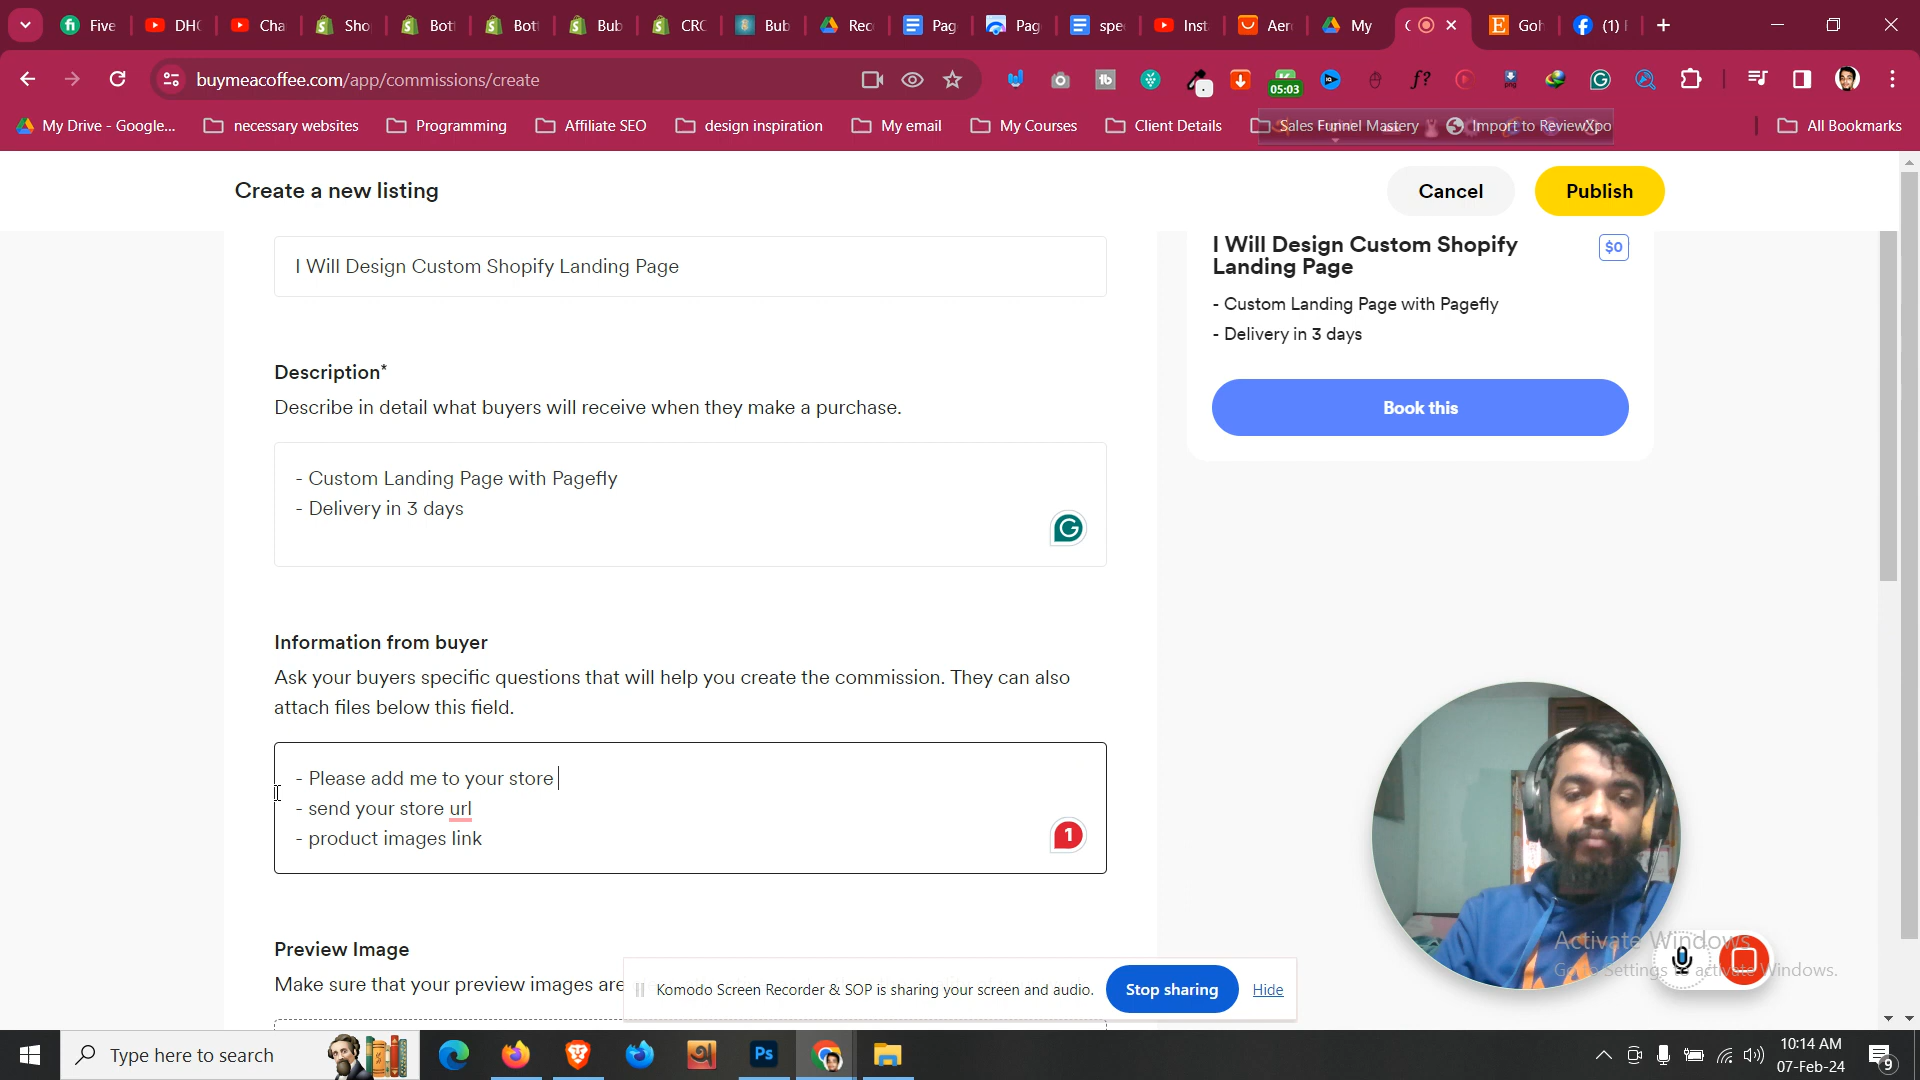 Five
DH
Cha
Sho
Bot
Bot
Bub
CRO
Bub
Rec
Pag
Pag
spe
Inst
Aer
My
Goh
(1)
buymeacoffee.com/app/commissions/create
05:03
My Drive - Google...
necessary websites
Programming
Affiliate SEO
design inspiration
My email
My Courses
Client Details
Sales Funnel Mastery
Import to ReviewXpo
All Bookmarks
Create a new listing
Cancel
Publish
I Will Design Custom Shopify Landing Page
Description*
Describe in detail what buyers will receive when they make a purchase.
- Custom Landing Page with Pagefly
- Delivery in 3 days
Information from buyer
Ask your buyers specific questions that will help you create the commission. They can also
attach files below this field.
- Please add me to your store
- send your store url
- product images link
1
Preview Image
Make sure that your preview images are
I Will Design Custom Shopify
Landing Page
$0
- Custom Landing Page with Pagefly
- Delivery in 3 days
Book this
Komodo Screen Recorder & SOP is sharing your screen and audio.
Stop sharing
Hide
Activate Windows
Go to Settings to activate Windows.
Type here to search
Ps
10:14 AM
07-Feb-24
9